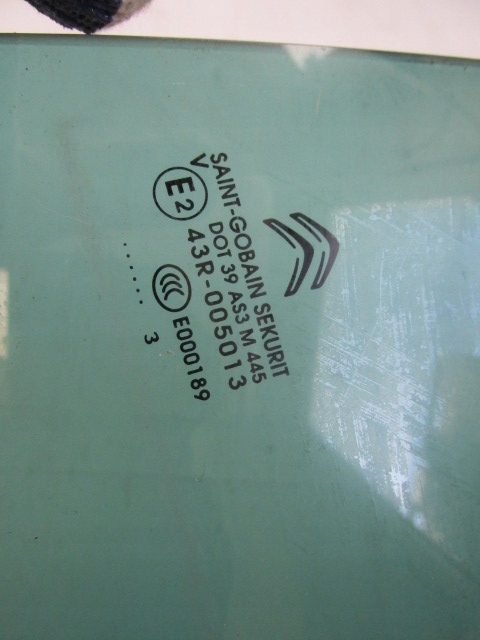 SAINT-GOBAIN SEKURIT
V DOT 39 AS3 M 445
E2 43R-005013
CCC E000189
. . . . . . 3